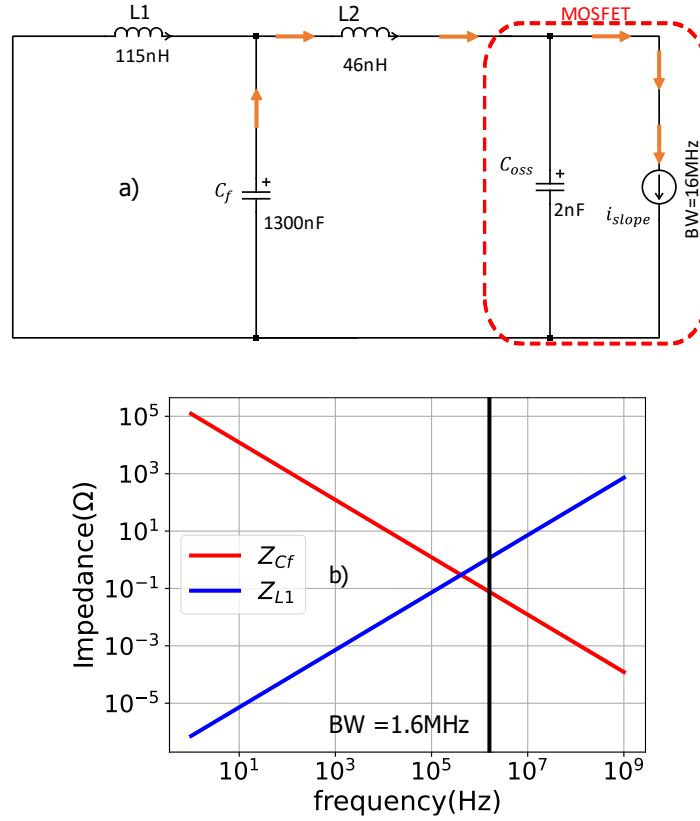 L1
L2
MOSFET
115nH
46nH
a)
C_f
+
1300nF
C_oss
+
2nF
i_slope
BW=16MHz
10^5
10^3
10^1
10^-1
10^-3
10^-5
Impedance(Ω)
Z_Cf
Z_L1
b)
BW =1.6MHz
10^1
10^3
10^5
10^7
10^9
frequency(Hz)